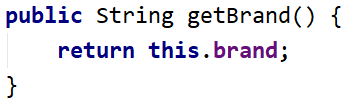 public String getBrand() {
    return this.brand;
}